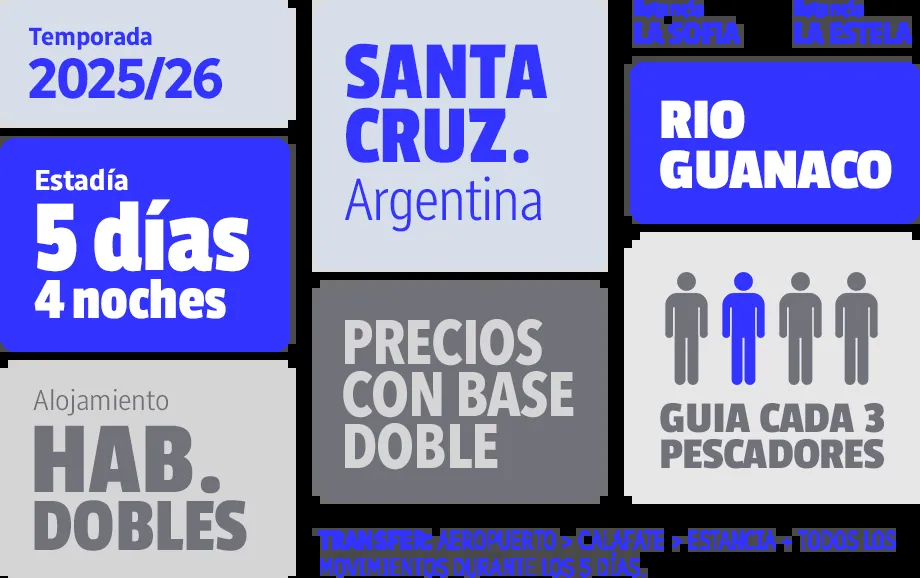 Temporada
2025/26
Estadía
5 días
4 noches
Alojamiento
HAB.
DOBLES
SANTA
CRUZ.
Argentina
PRECIOS
CON BASE
DOBLE
Estancia
LA SOFIA
Estancia
LA ESTELA
RIO
GUANACO
GUIA CADA 3
PESCADORES
TRANSFER: AEROPUERTO > CALAFATE > ESTANCIA + TODOS LOS
MOVIMIENTOS DURANTE LOS 5 DÍAS.